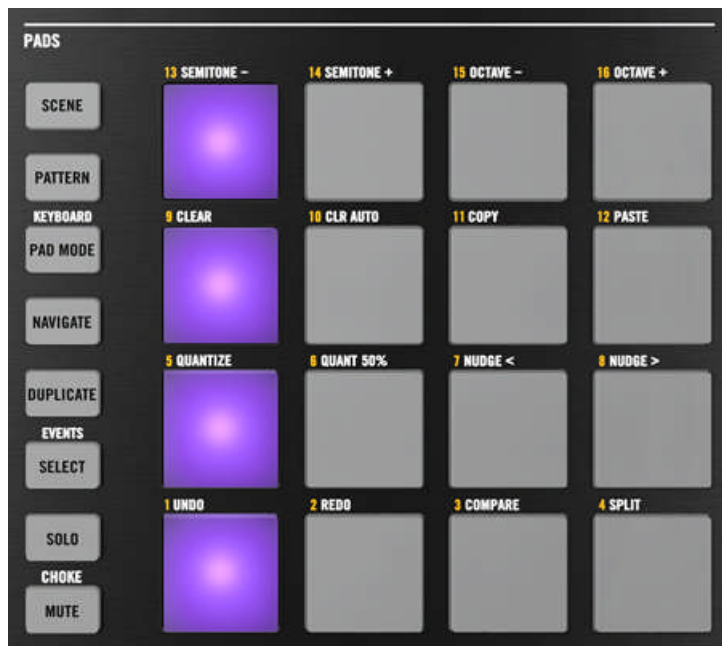 PADS
13 SEMITONE –
14 SEMITONE +
15 OCTAVE –
16 OCTAVE +
SCENE
PATTERN
KEYBOARD
9 CLEAR
10 CLR AUTO
11 COPY
12 PASTE
PAD MODE
NAVIGATE
5 QUANTIZE
6 QUANT 50%
7 NUDGE <
8 NUDGE >
DUPLICATE
EVENTS
SELECT
1 UNDO
2 REDO
3 COMPARE
4 SPLIT
SOLO
CHOKE
MUTE